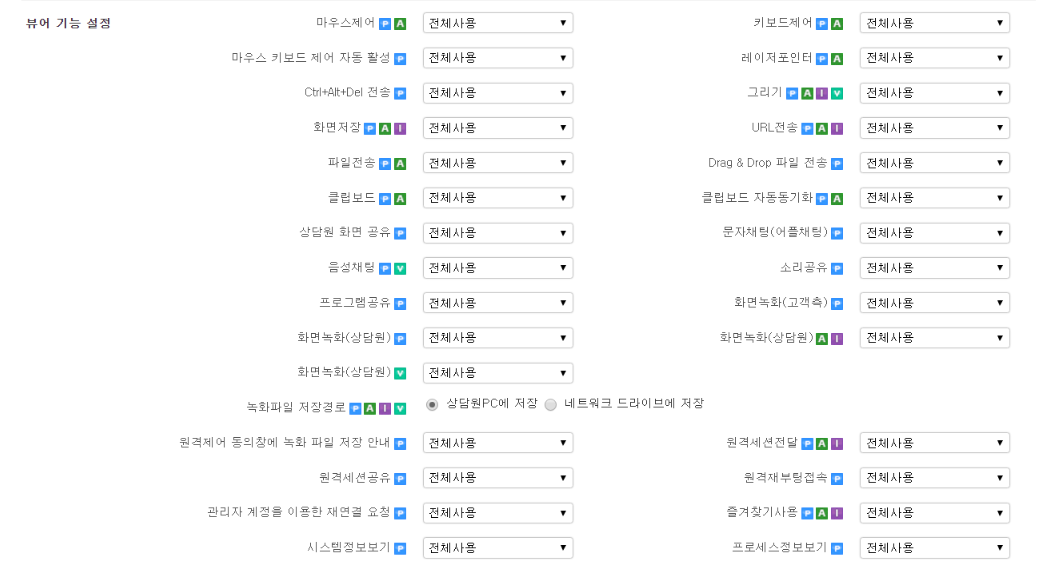 뷰어 기능 설정 마우스제어 P A 전체사용 키보드제어 P A 전체사용
마우스 키보드 제어 자동 활성 P 전체사용 레이저포인터 P A 전체사용
Ctrl+Alt+Del 전송 P 전체사용 그리기 P A I V 전체사용
화면저장 P A I 전체사용 URL전송 P A I 전체사용
파일전송 P A 전체사용 Drag & Drop 파일 전송 P 전체사용
클립보드 P A 전체사용 클립보드 자동동기화 P A 전체사용
상담원 화면 공유 P 전체사용 문자채팅(어플채팅) P 전체사용
음성채팅 P V 전체사용 소리공유 P 전체사용
프로그램공유 P 전체사용 화면녹화(고객측) P 전체사용
화면녹화(상담원) P 전체사용 화면녹화(상담원) A I 전체사용
화면녹화(상담원) V 전체사용
녹화파일 저장경로 P A I V 상담원PC에 저장 네트워크 드라이브에 저장
원격제어 동의창에 녹화 파일 저장 안내 P 전체사용 원격세션전달 P A I 전체사용
원격세션공유 P 전체사용 원격재부팅접속 P 전체사용
관리자 계정을 이용한 재연결 요청 P 전체사용 즐겨찾기사용 P A I 전체사용
시스템정보보기 P 전체사용 프로세스정보보기 P 전체사용